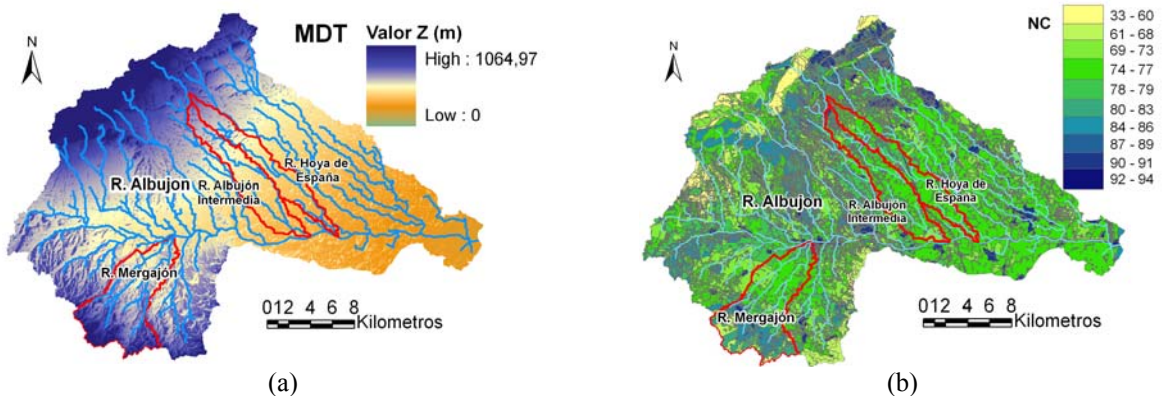 N
MDT
Valor Z (m)
High : 1064,97
Low : 0
R. Hoya de
España
R. Albujon
R. Albujón
Intermedia
R. Mergajón
012 4 6 8
Kilometros
(a)
N
NC
33 - 60
61 - 68
69 - 73
74 - 77
78 - 79
80 - 83
84 - 86
87 - 89
90 - 91
92 - 94
R. Hoya de
España
R. Albujon
R. Albujón
Intermedia
R. Mergajón
012 4 6 8
Kilometros
(b)